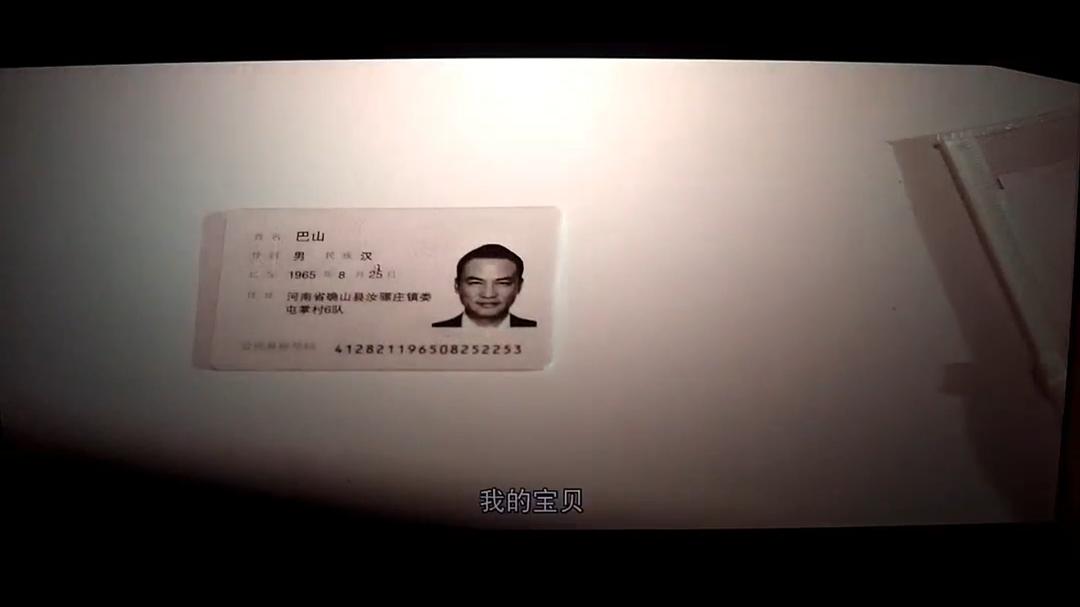 姓名 巴山
性别 男 民族 汉
出生 1965 年 8 月 25 日
住址 河南省确山县汝骡庄镇娄
屯掌村6队
公民身份号码 412821196508252253
我的宝贝